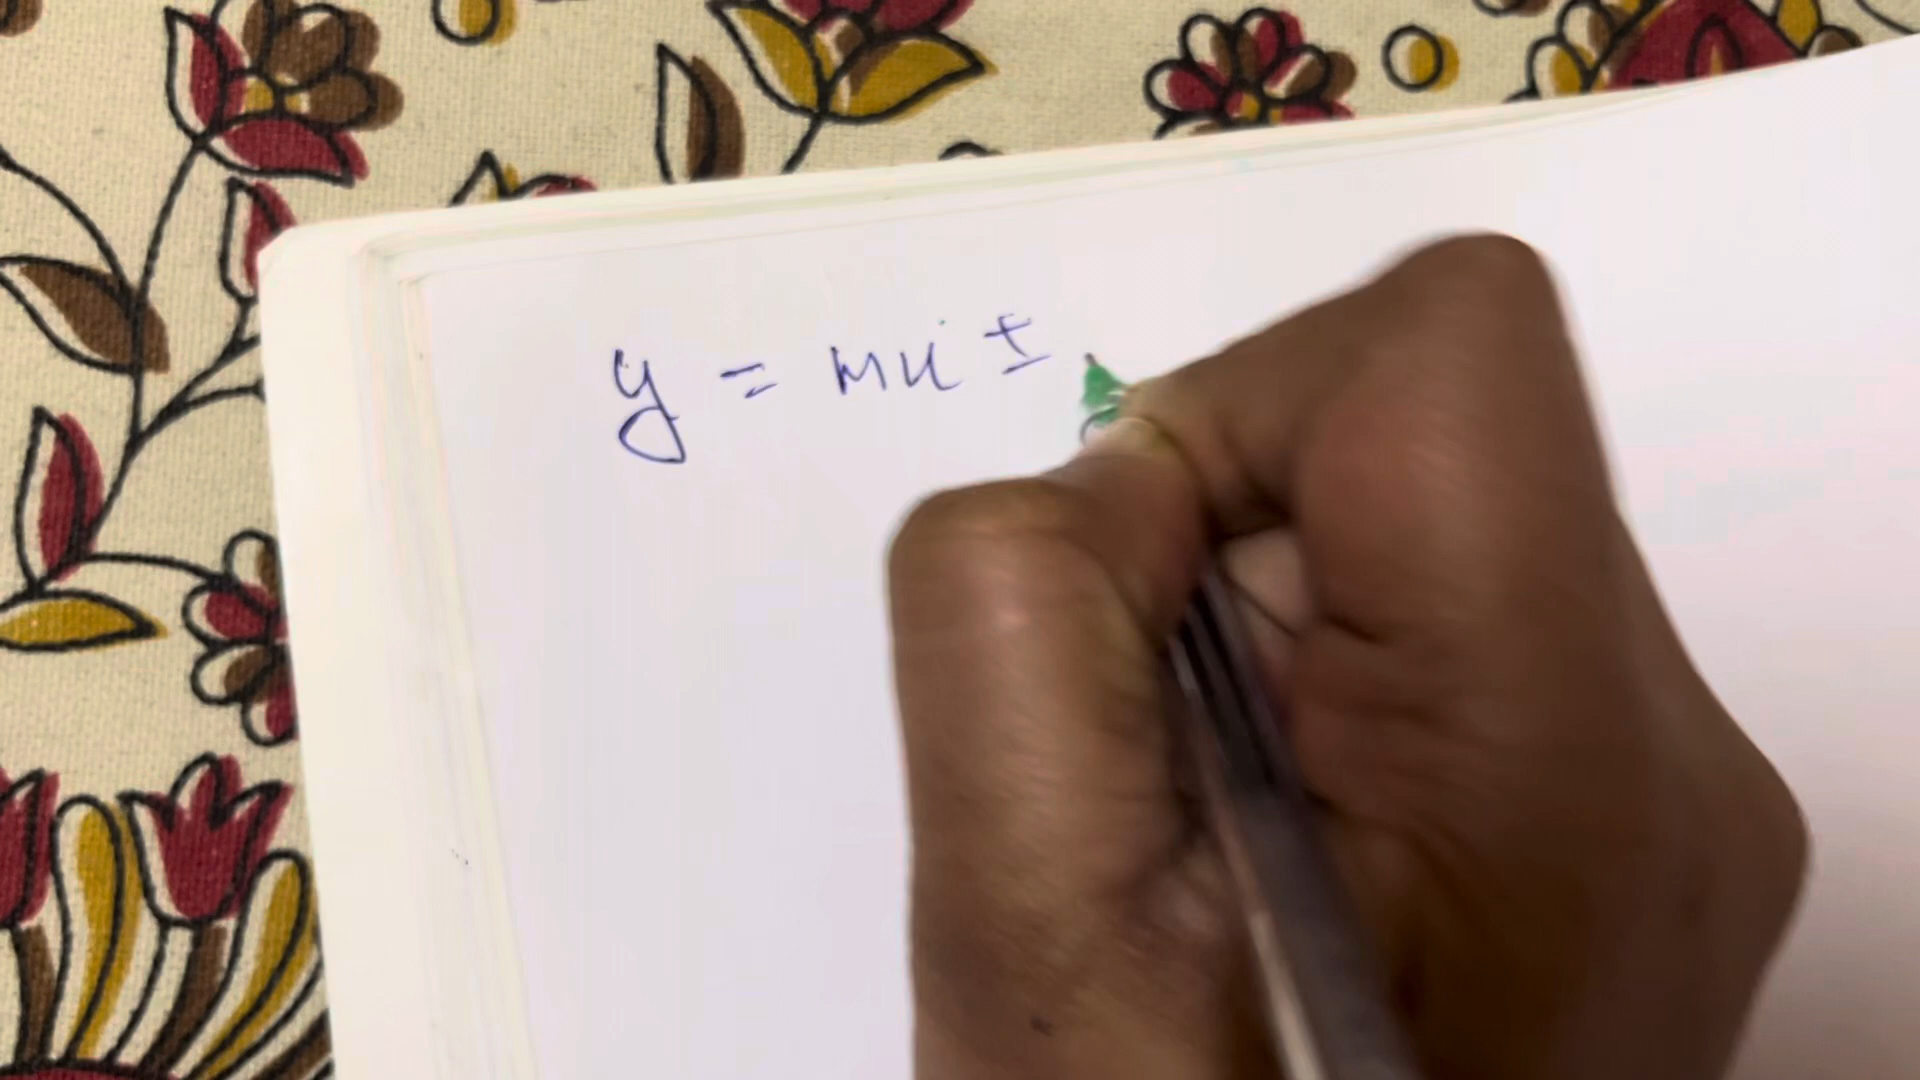 y = mx ±